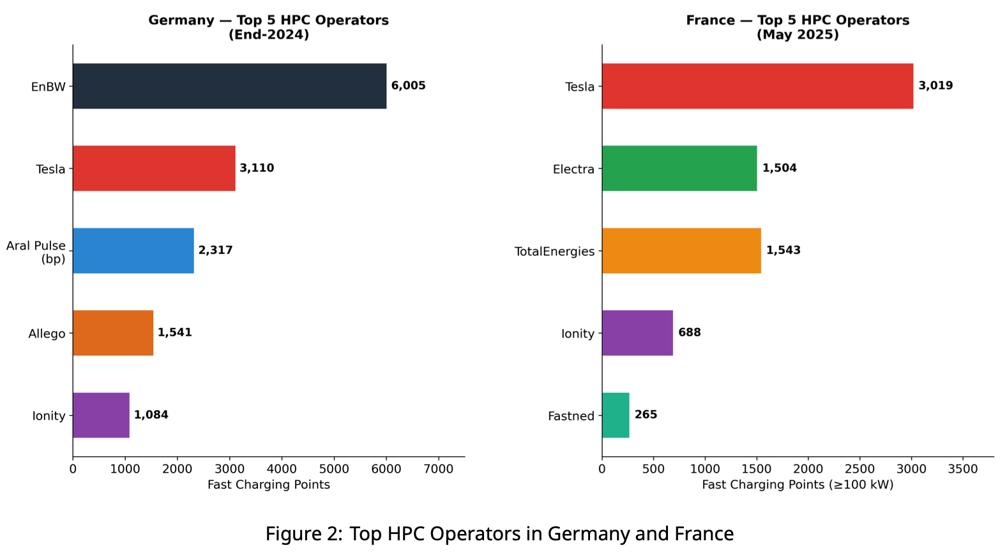 Germany — Top 5 HPC Operators
(End-2024)
EnBW
6,005
Tesla
3,110
Aral Pulse
(bp)
2,317
Allego
1,541
Ionity
1,084
0 1000 2000 3000 4000 5000 6000 7000
Fast Charging Points
France — Top 5 HPC Operators
(May 2025)
Tesla
3,019
Electra
1,504
TotalEnergies
1,543
Ionity
688
Fastned
265
0 500 1000 1500 2000 2500 3000 3500
Fast Charging Points (≥100 kW)
Figure 2: Top HPC Operators in Germany and France